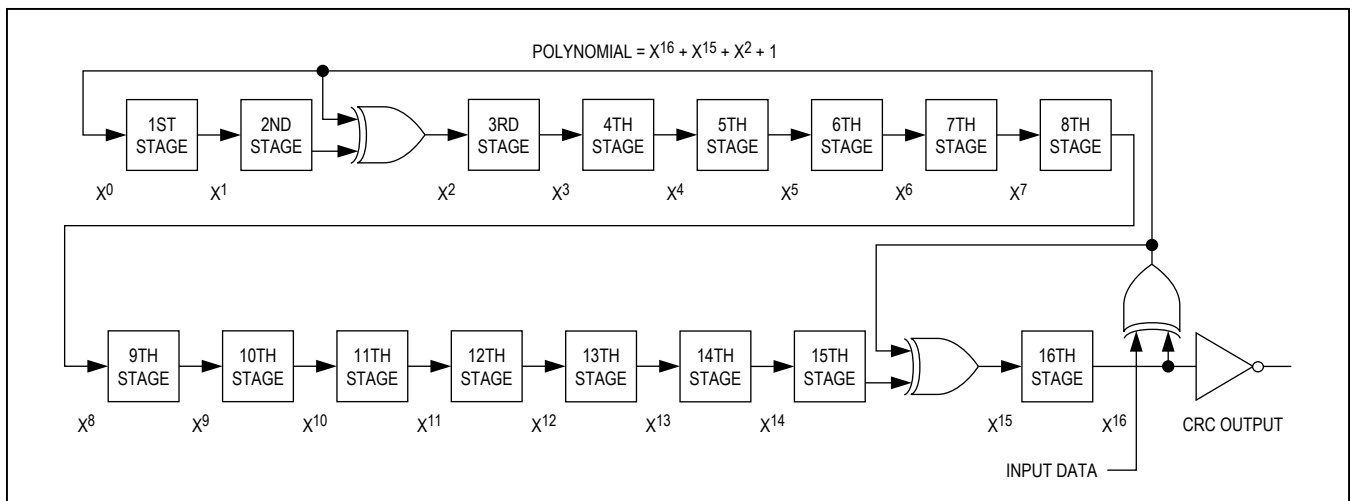 POLYNOMIAL = X16 + X15 + X2 + 1
1ST STAGE
2ND STAGE
3RD STAGE
4TH STAGE
5TH STAGE
6TH STAGE
7TH STAGE
8TH STAGE
X0
X1
X2
X3
X4
X5
X6
X7
9TH STAGE
10TH STAGE
11TH STAGE
12TH STAGE
13TH STAGE
14TH STAGE
15TH STAGE
16TH STAGE
X8
X9
X10
X11
X12
X13
X14
X15
X16
CRC OUTPUT
INPUT DATA